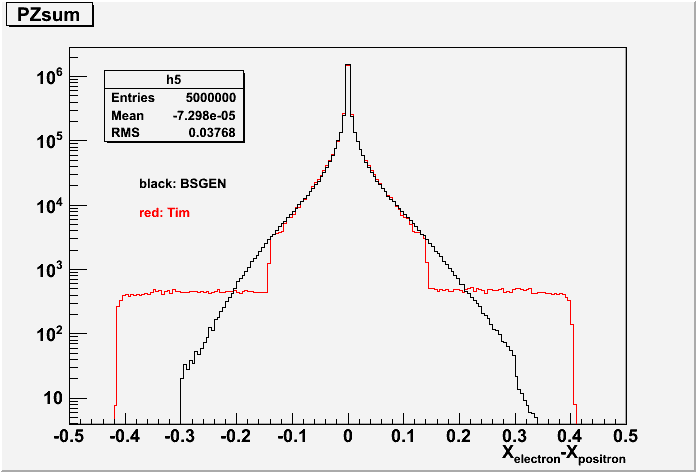 PZsum
h5
Entries 5000000
Mean -7.298e-05
RMS 0.03768
black: BSGEN
red: Tim
10^6
10^5
10^4
10^3
10^2
10
-0.5 -0.4 -0.3 -0.2 -0.1 0 0.1 0.2 0.3 0.4 0.5
X_electron-X_positron